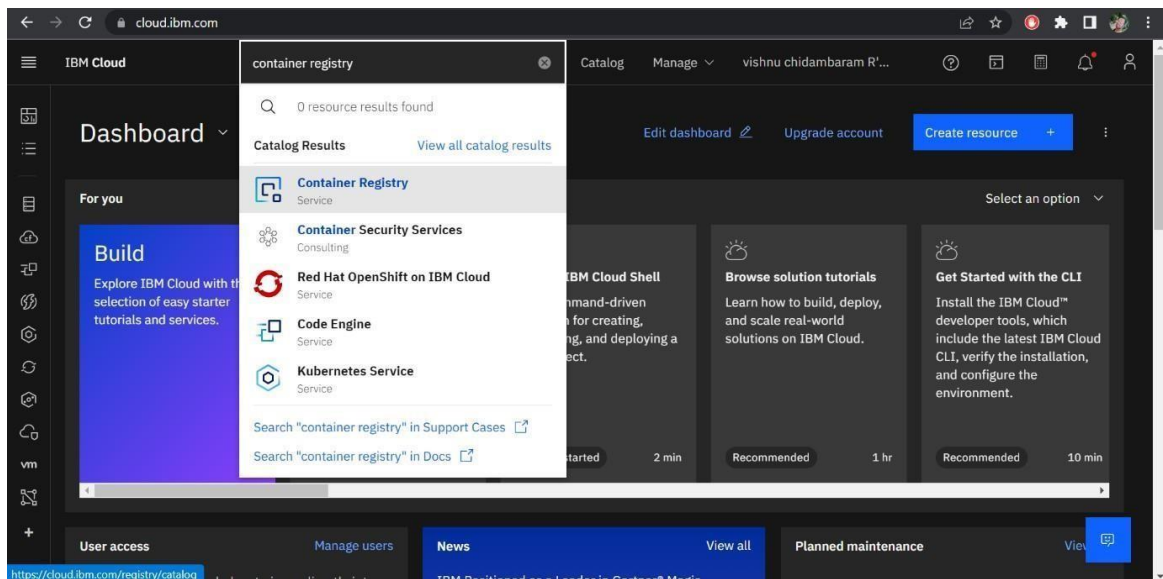 cloud.ibm.com
IBM Cloud
container registry
Catalog
Manage
vishnu chidambaram R'...
Dashboard
Edit dashboard
Upgrade account
Create resource +
0 resource results found
Catalog Results
View all catalog results
Container Registry
Service
Container Security Services
Consulting
Red Hat OpenShift on IBM Cloud
Service
Code Engine
Service
Kubernetes Service
Service
Search "container registry" in Support Cases
Search "container registry" in Docs
For you
Select an option
Build
Explore IBM Cloud with
selection of easy starter
tutorials and services.
IBM Cloud Shell
for creating,
and deploying a
2 min
Browse solution tutorials
Learn how to build, deploy,
and scale real-world
solutions on IBM Cloud.
Recommended
1 hr
Get Started with the CLI
Install the IBM Cloud™
developer tools, which
include the latest IBM Cloud
CLI, verify the installation,
and configure the
environment.
Recommended
10 min
vm
User access
Manage users
News
View all
Planned maintenance
https://cloud.ibm.com/registry/catalog